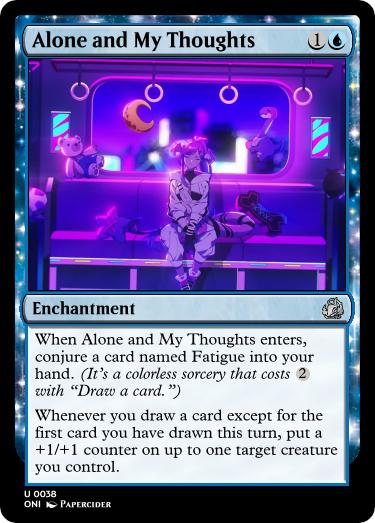 Alone and My Thoughts 1
Enchantment
When Alone and My Thoughts enters,
conjure a card named Fatigue into your
hand. (It's a colorless sorcery that costs 2
with “Draw a card.”)
Whenever you draw a card except for the
first card you have drawn this turn, put a
+1/+1 counter on up to one target creature
you control.
U 0038
ONI Papercider